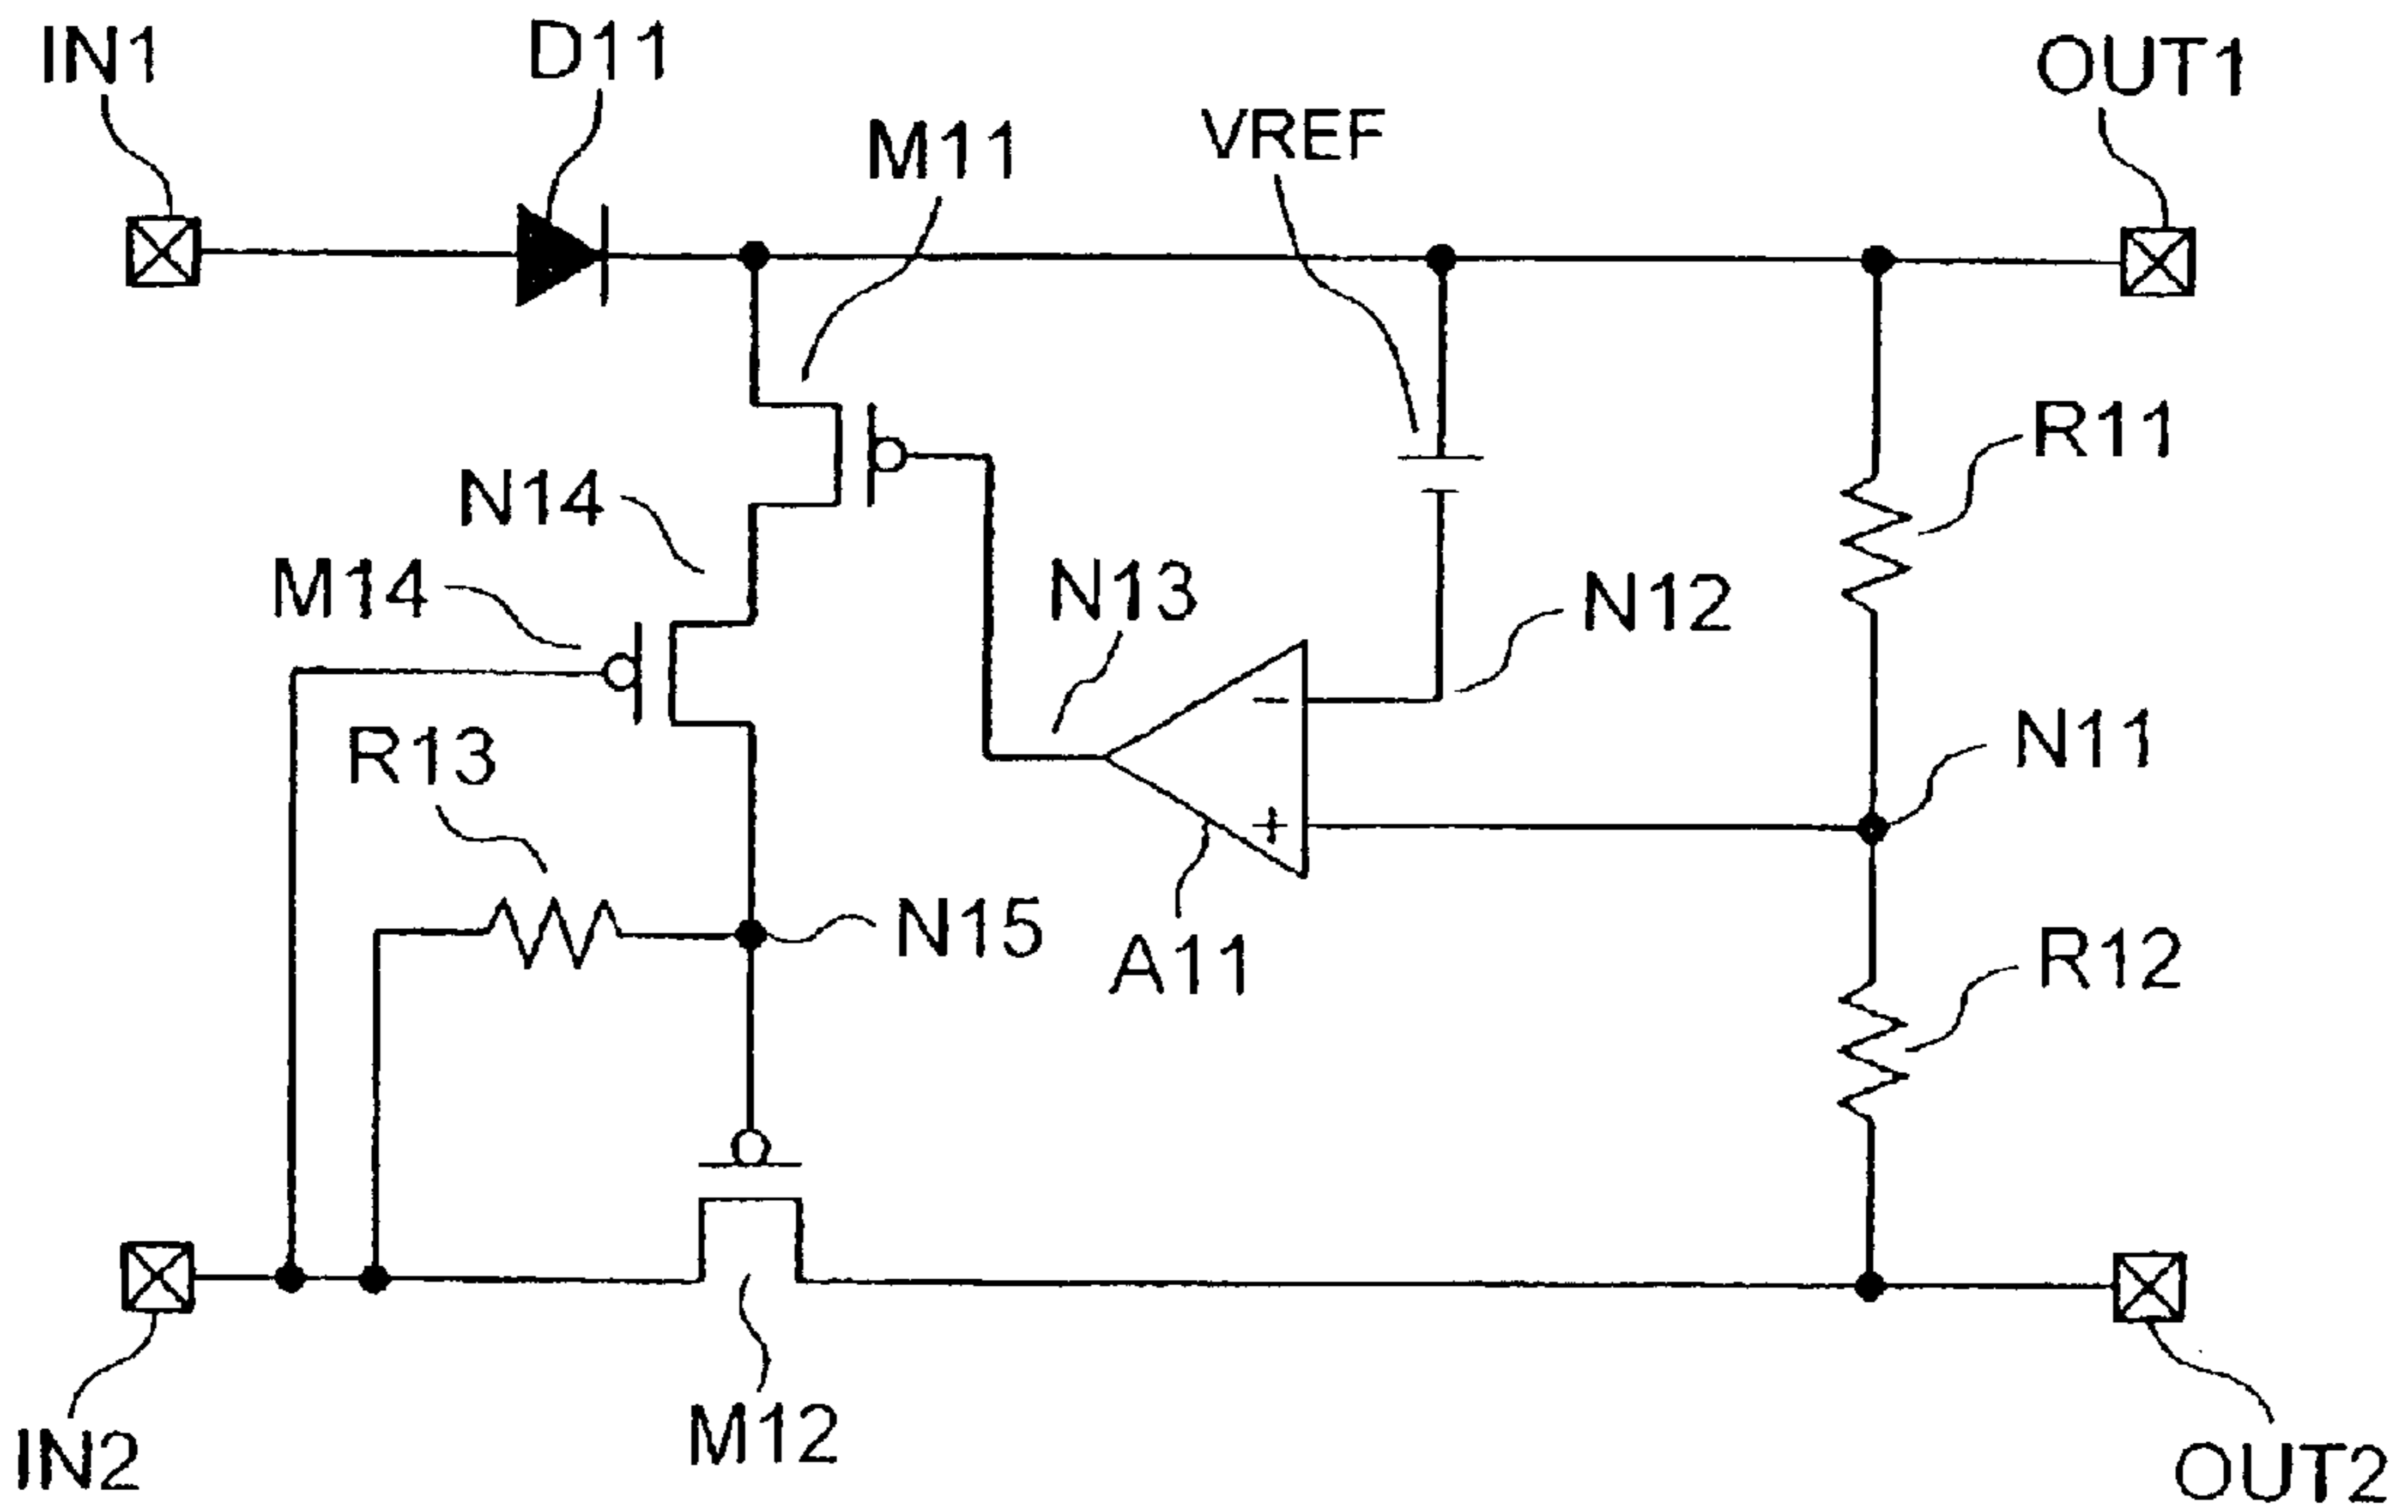 IN1
D11
M11
VREF
OUT1
R11
N14
M14
N13
N12
N11
R13
N15
A11
R12
M12
IN2
OUT2
−
+